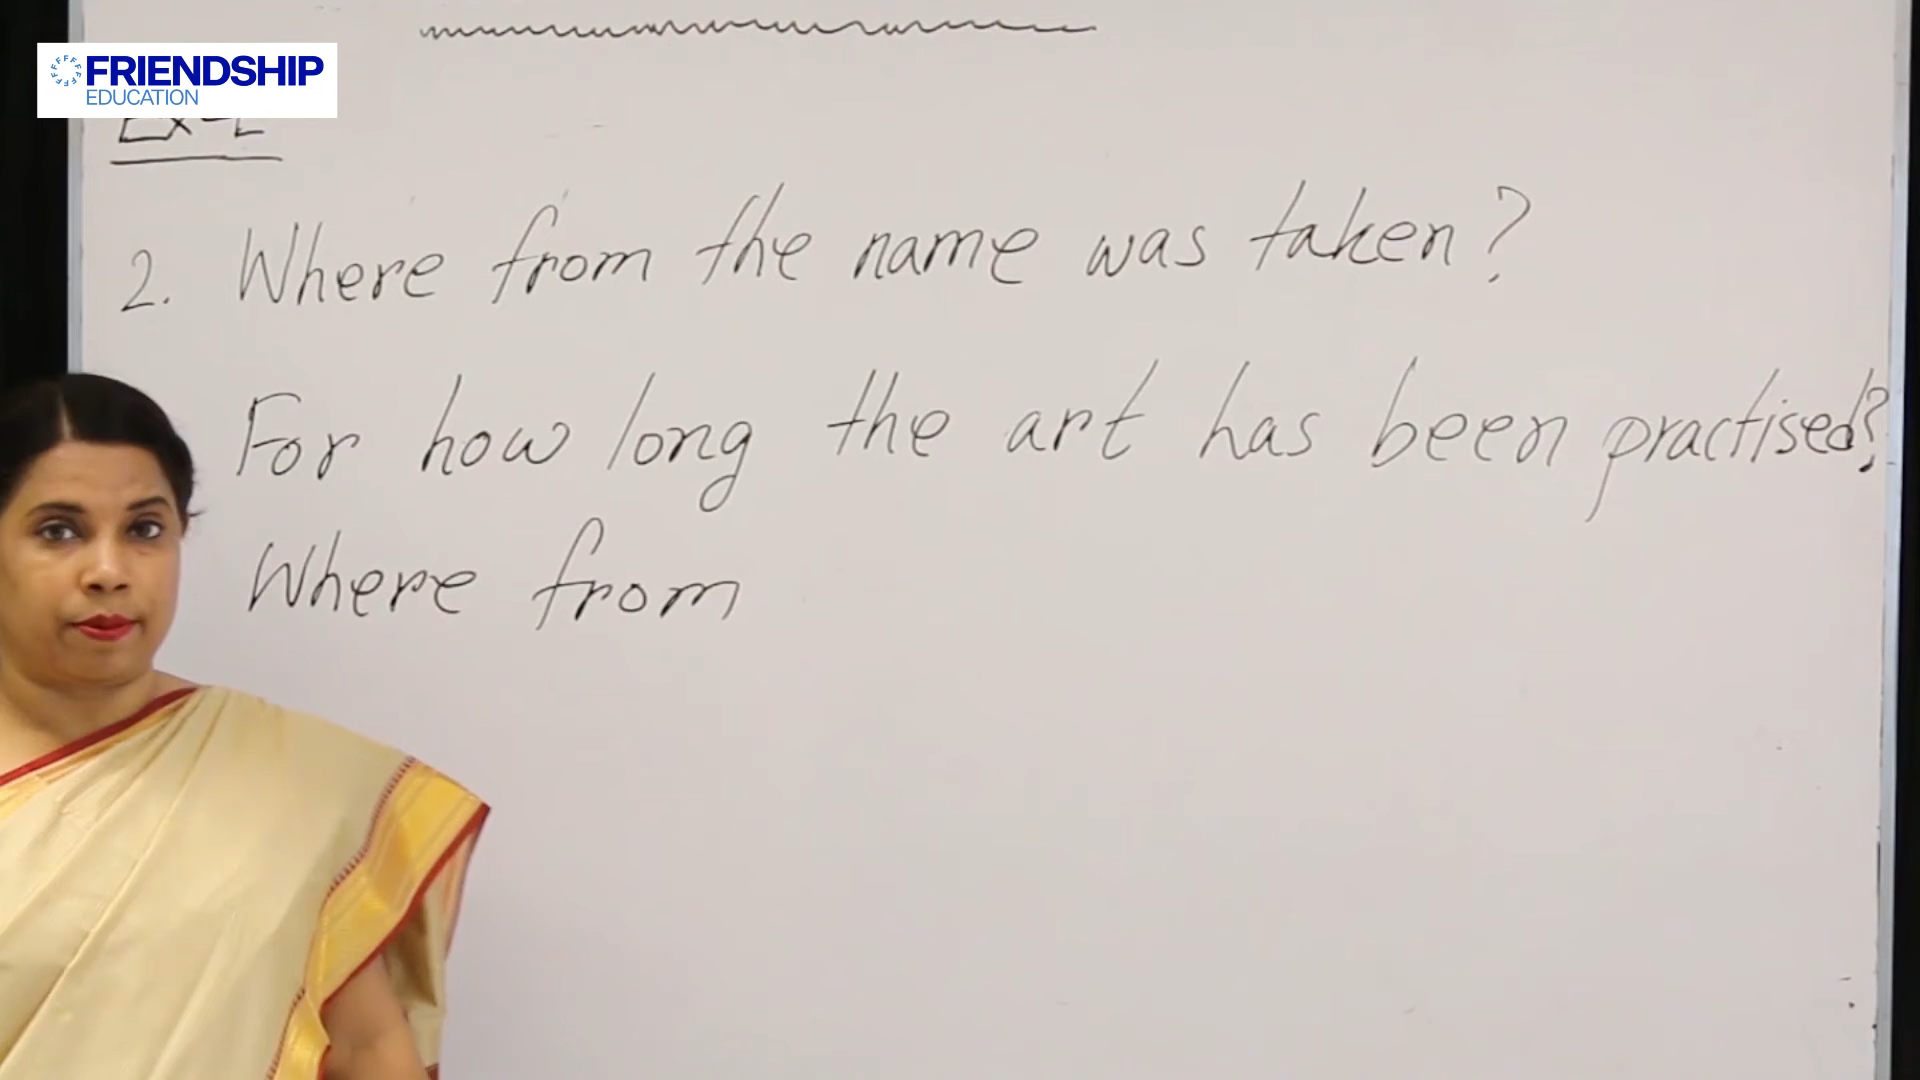 FRIENDSHIP
EDUCATION
2. Where from the name was taken?
For how long the art has been practised?
Where from